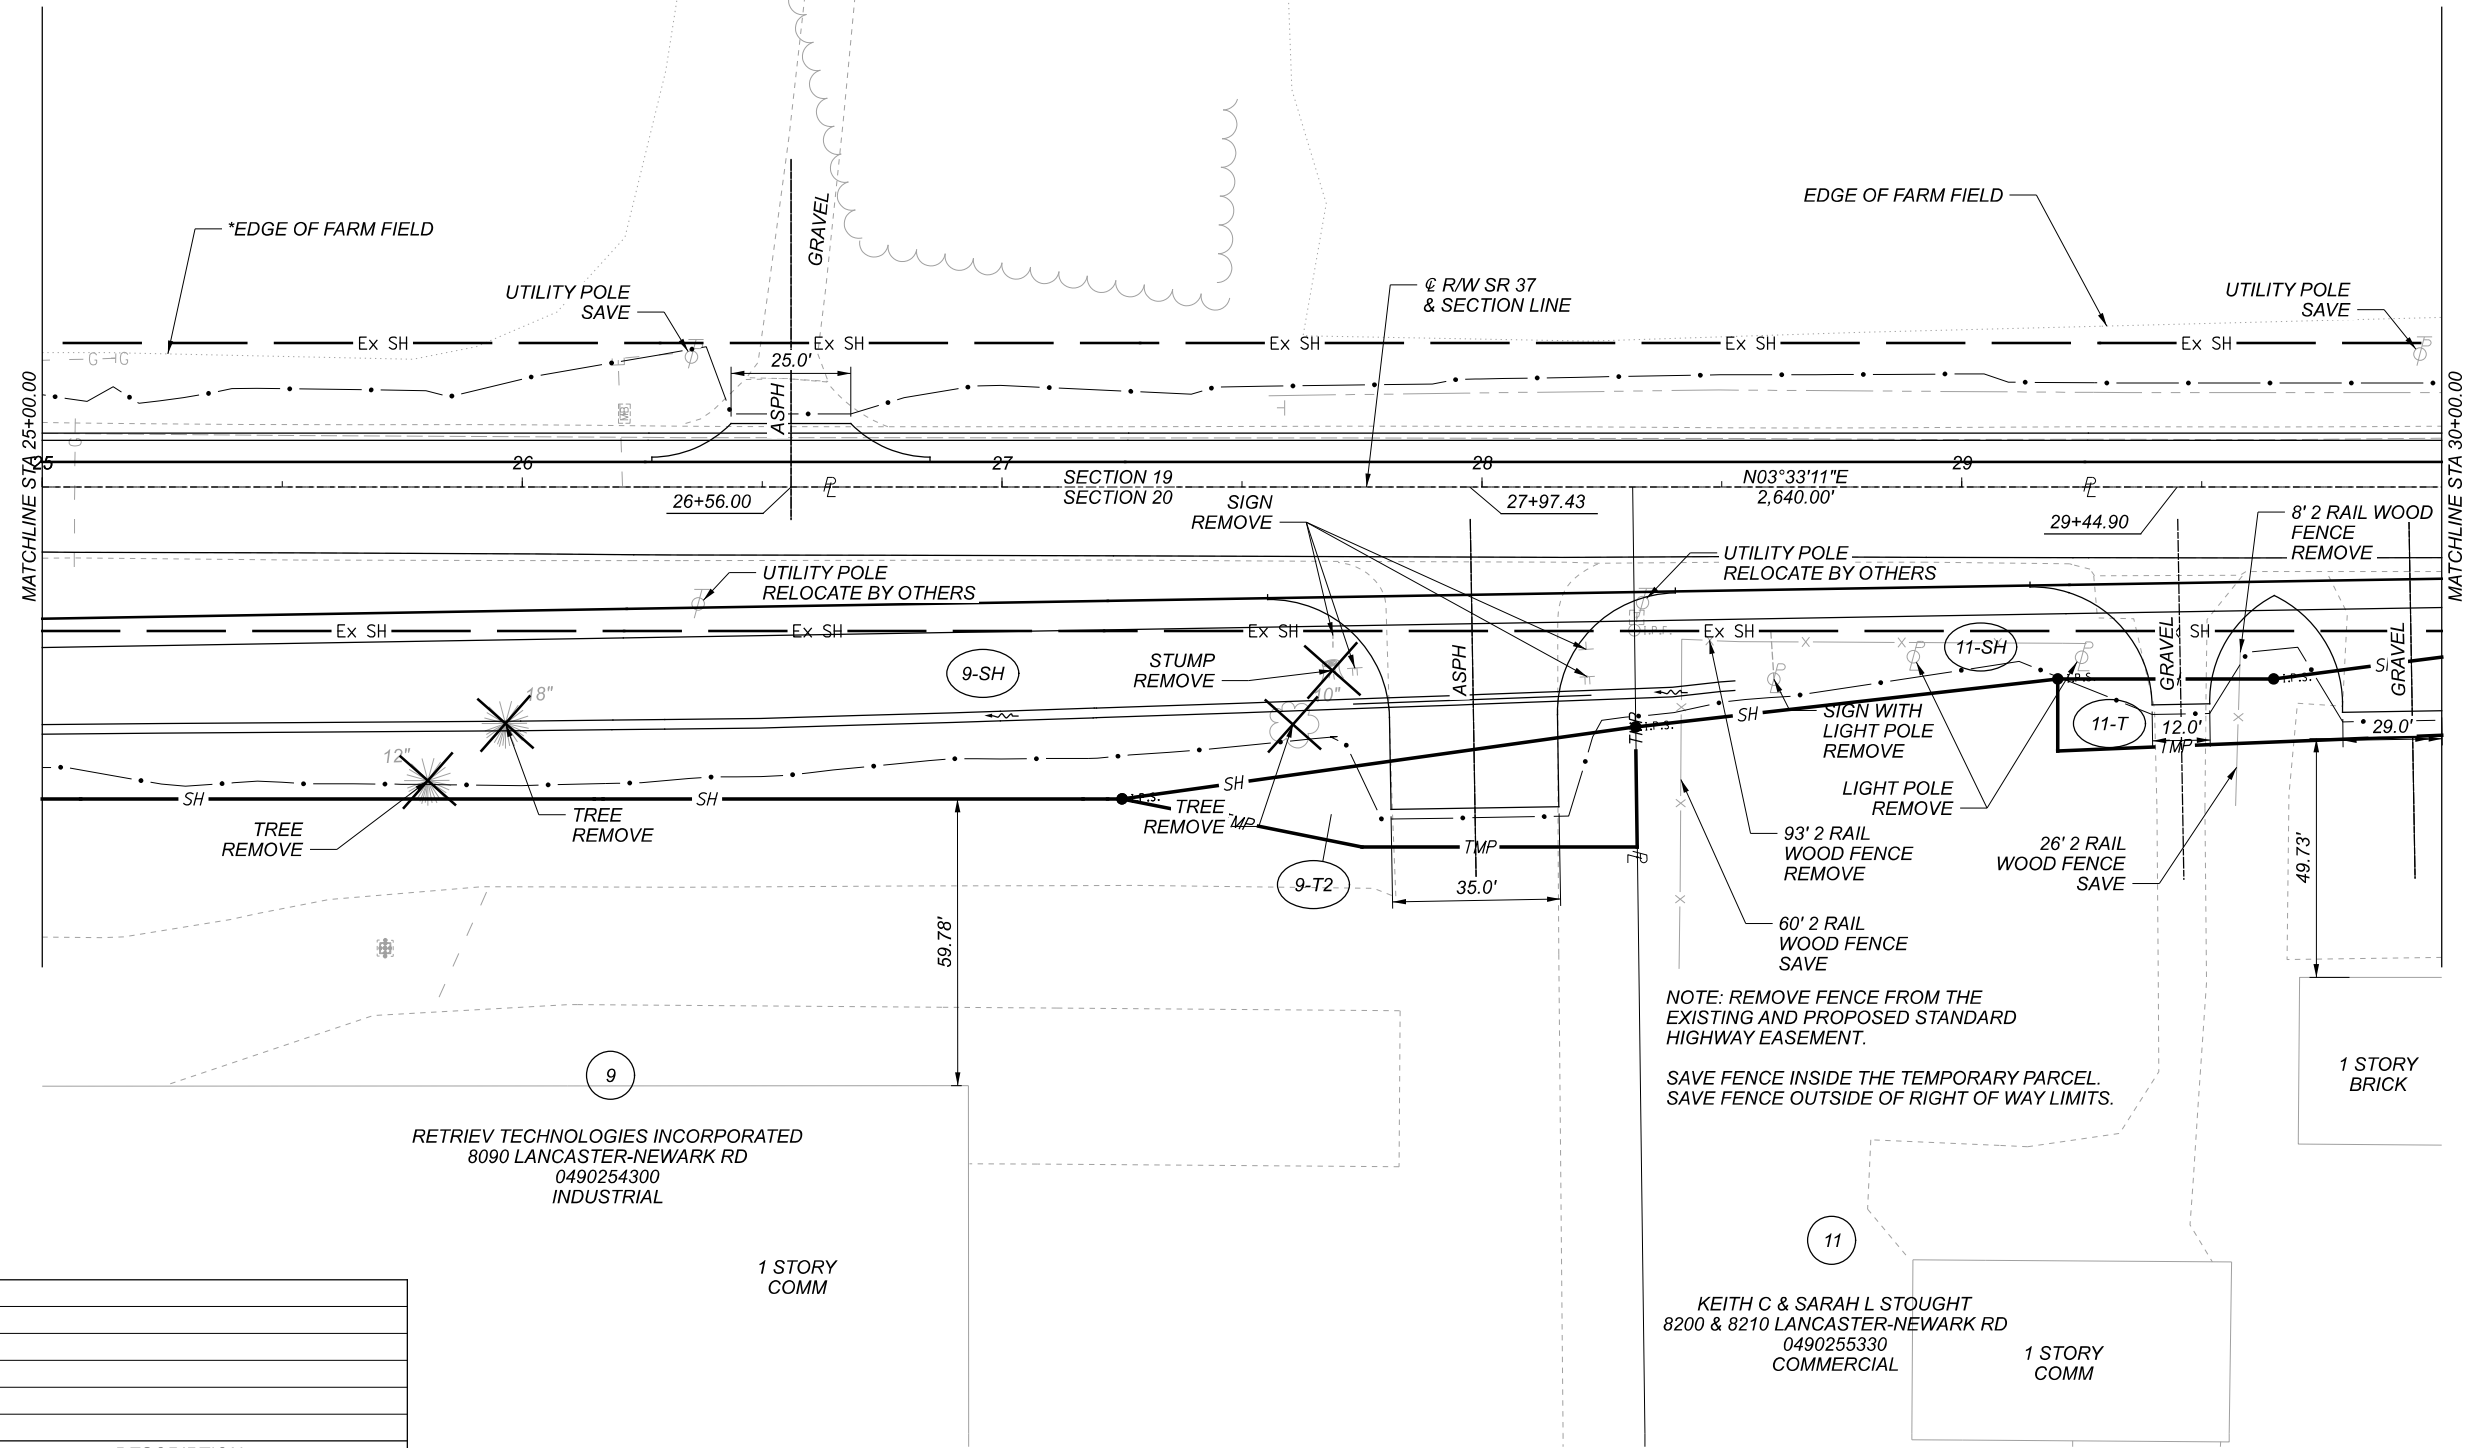 *EDGE OF FARM FIELD
GRAVEL
EDGE OF FARM FIELD
UTILITY POLE
SAVE
℄ R/W SR 37
& SECTION LINE
UTILITY POLE
SAVE
Ex SH
Ex SH
Ex SH
Ex SH
Ex SH
G
G
25.0'
ASPH
MB
G
MATCHLINE STA 25+00.00
MATCHLINE STA 30+00.00
25
26
27
28
29
SECTION 19
SECTION 20
N03°33'11"E
2,640.00'
PL
PL
26+56.00
27+97.43
29+44.90
SIGN
REMOVE
8' 2 RAIL WOOD
FENCE
REMOVE
UTILITY POLE
RELOCATE BY OTHERS
UTILITY POLE
RELOCATE BY OTHERS
Ex SH
Ex SH
Ex SH
Ex SH
SH
9-SH
11-SH
STUMP
REMOVE
ASPH
GRAVEL
GRAVEL
18"
10"
12"
I.P.S.
I.P.S.
I.P.S.
I.P.S.
SH
SH
SH
SH
SH
11-T
12.0'
29.0'
TMP
SIGN WITH
LIGHT POLE
REMOVE
LIGHT POLE
REMOVE
TREE
REMOVE
TREE
REMOVE
TREE
REMOVE
TMP
TMP
PL
93' 2 RAIL
WOOD FENCE
REMOVE
26' 2 RAIL
WOOD FENCE
SAVE
49.73'
9-T2
35.0'
59.78'
60' 2 RAIL
WOOD FENCE
SAVE
NOTE: REMOVE FENCE FROM THE
EXISTING AND PROPOSED STANDARD
HIGHWAY EASEMENT.
SAVE FENCE INSIDE THE TEMPORARY PARCEL.
SAVE FENCE OUTSIDE OF RIGHT OF WAY LIMITS.
1 STORY
BRICK
9
RETRIEV TECHNOLOGIES INCORPORATED
8090 LANCASTER-NEWARK RD
0490254300
INDUSTRIAL
1 STORY
COMM
11
KEITH C & SARAH L STOUGHT
8200 & 8210 LANCASTER-NEWARK RD
0490255330
COMMERCIAL
1 STORY
COMM